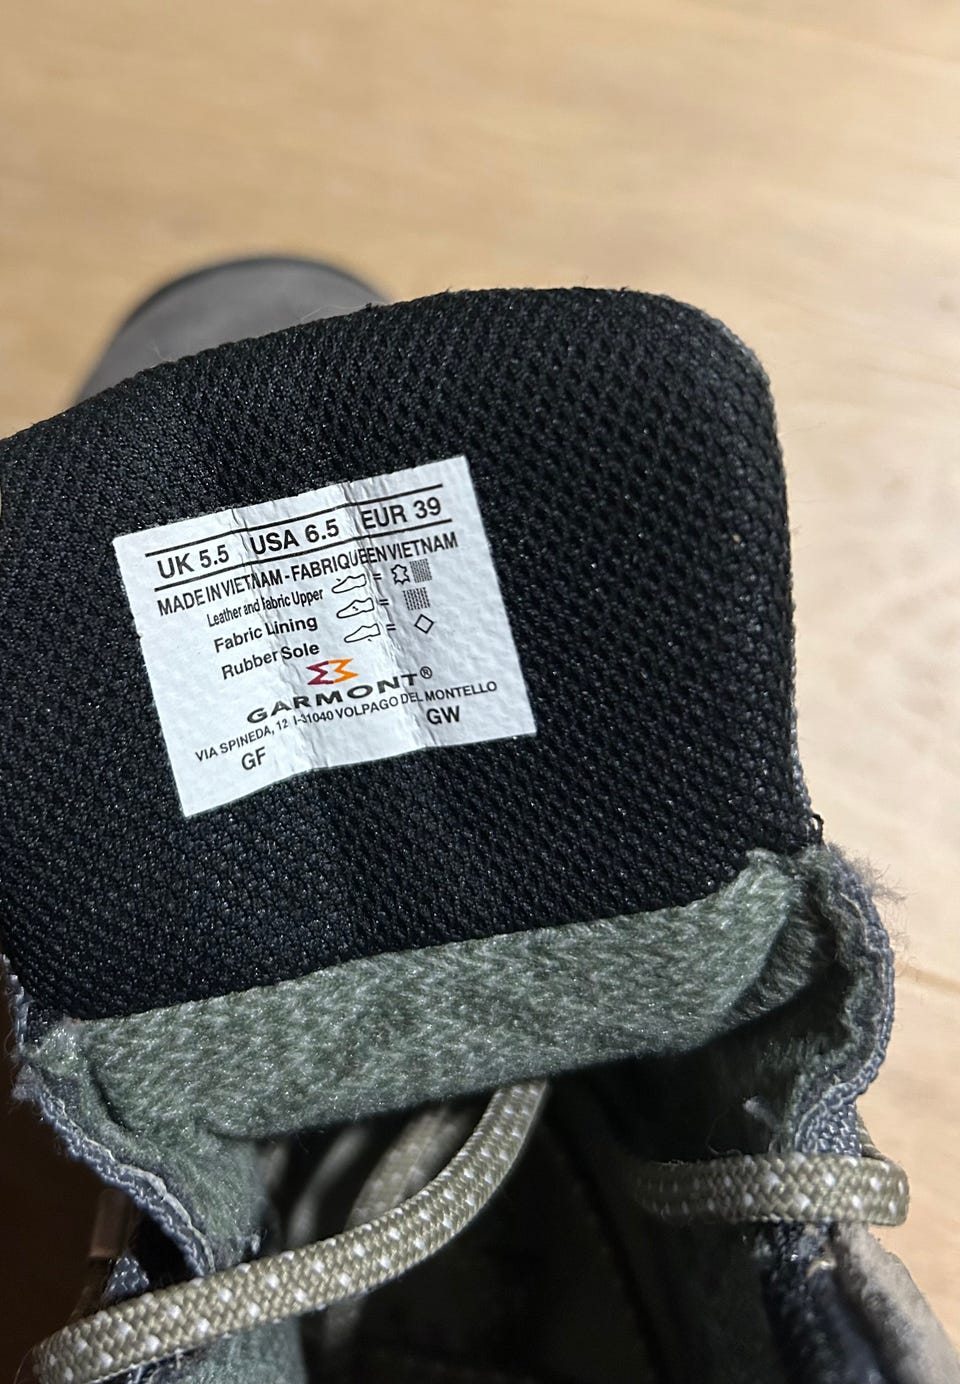 UK 5.5 USA 6.5 EUR 39
MADE IN VIETNAM - FABRIQUE EN VIETNAM
Leather and Fabric Upper
Fabric Lining
Rubber Sole
GARMONT®
VIA SPINEDA, 12 I-31040 VOLPAGO DEL MONTELLO
GF GW